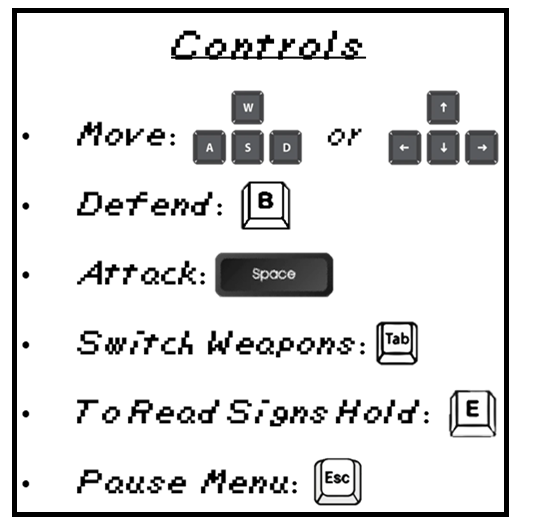 Controls
• Move: W A S D or ↑ ← ↓ →
• Defend: B
• Attack: Space
• Switch Weapons: Tab
• To Read Signs Hold: E
• Pause Menu: Esc